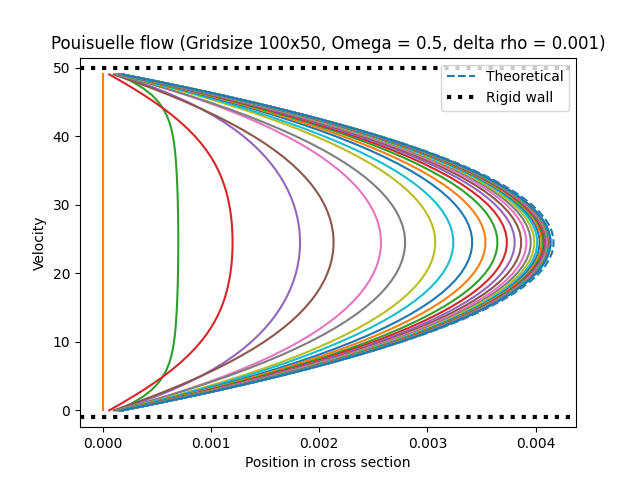 Pouisuelle flow (Gridsize 100x50, Omega = 0.5, delta rho = 0.001)
Theoretical
Rigid wall
50
40
30
20
10
0
Velocity
0.000 0.001 0.002 0.003 0.004
Position in cross section